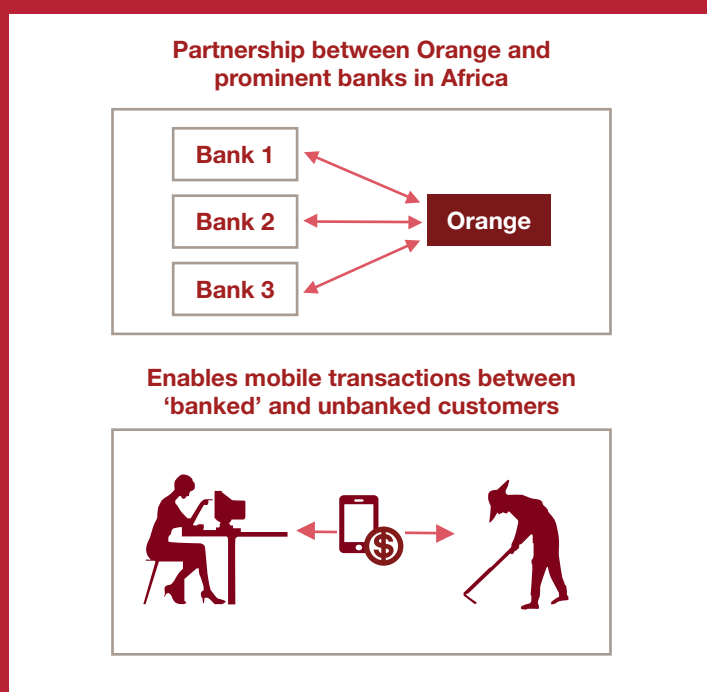 Partnership between Orange and
prominent banks in Africa
Bank 1
Bank 2
Orange
Bank 3
Enables mobile transactions between
‘banked’ and unbanked customers
$